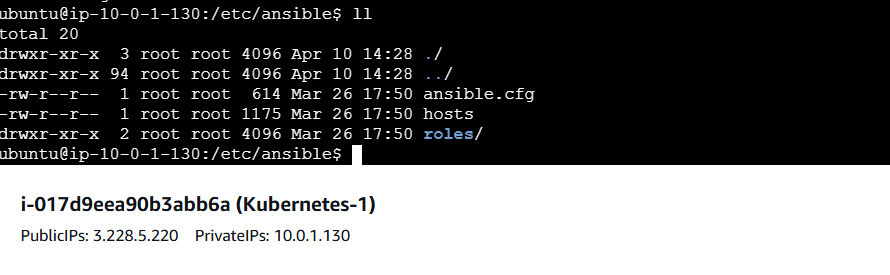 ubuntu@ip-10-0-1-130:/etc/ansible$ ll
total 20
drwxr-xr-x  3 root root 4096 Apr 10 14:28 ./
drwxr-xr-x 94 root root 4096 Apr 10 14:28 ../
-rw-r--r--  1 root root  614 Mar 26 17:50 ansible.cfg
-rw-r--r--  1 root root 1175 Mar 26 17:50 hosts
drwxr-xr-x  2 root root 4096 Mar 26 17:50 roles/
ubuntu@ip-10-0-1-130:/etc/ansible$
i-017d9eea90b3abb6a (Kubernetes-1)
PublicIPs: 3.228.5.220 PrivateIPs: 10.0.1.130